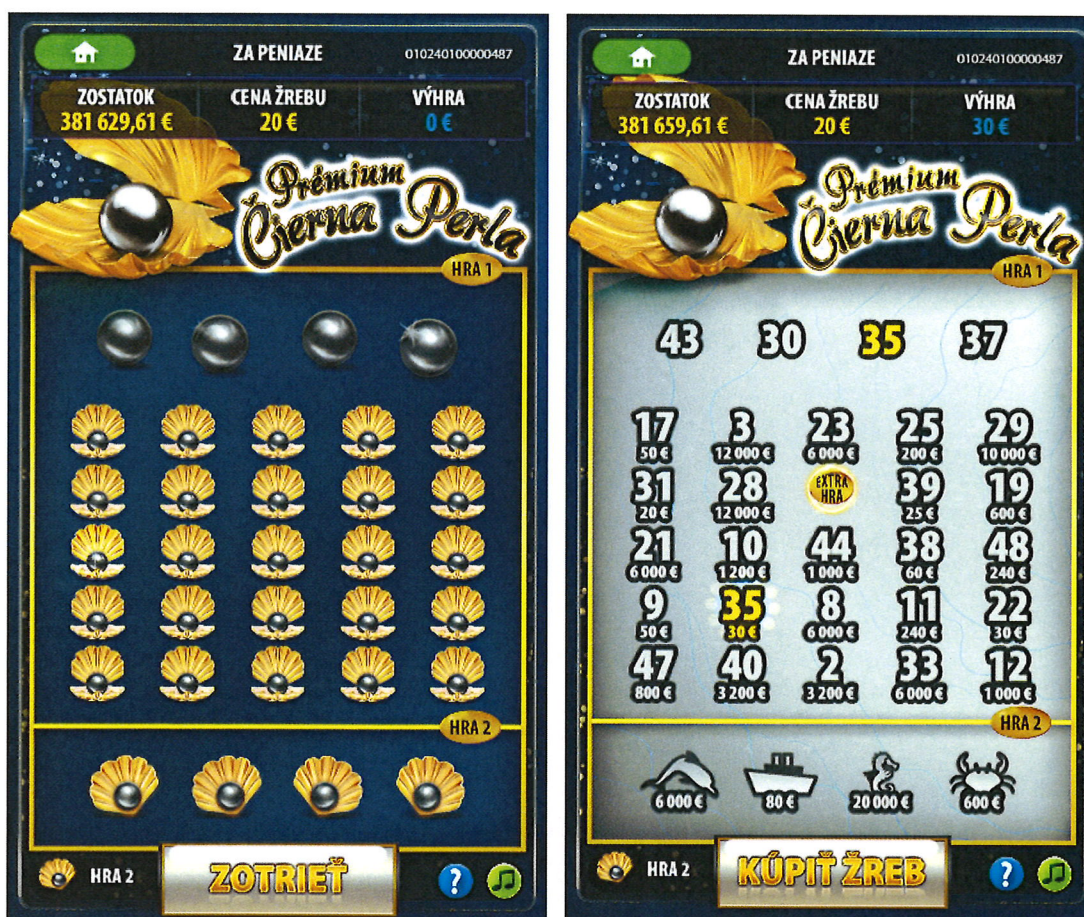 ZA PENIAZE 010240100000487
ZOSTATOK CENA ŽREBU VÝHRA
381 629,61 € 20 € 0 €
Prémium
Čierna Perla
HRA 1
HRA 2
HRA 2 ZOTRIEŤ ?
ZA PENIAZE 010240100000487
ZOSTATOK CENA ŽREBU VÝHRA
381 659,61 € 20 € 30 €
Prémium
Čierna Perla
HRA 1
43 30 35 37
17 3 23 25 29
50 € 12 000 € 6 000 € 200 € 10 000 €
31 28 EXTRA HRA 39 19
20 € 12 000 € 25 € 600 €
21 10 44 38 48
6 000 € 1 200 € 1 000 € 60 € 240 €
9 35 8 11 22
50 € 30 € 6 000 € 240 € 30 €
47 40 2 33 12
800 € 3 200 € 3 200 € 6 000 € 1 000 €
HRA 2
6 000 € 80 € 20 000 € 600 €
HRA 2 KÚPIŤ ŽREB ?